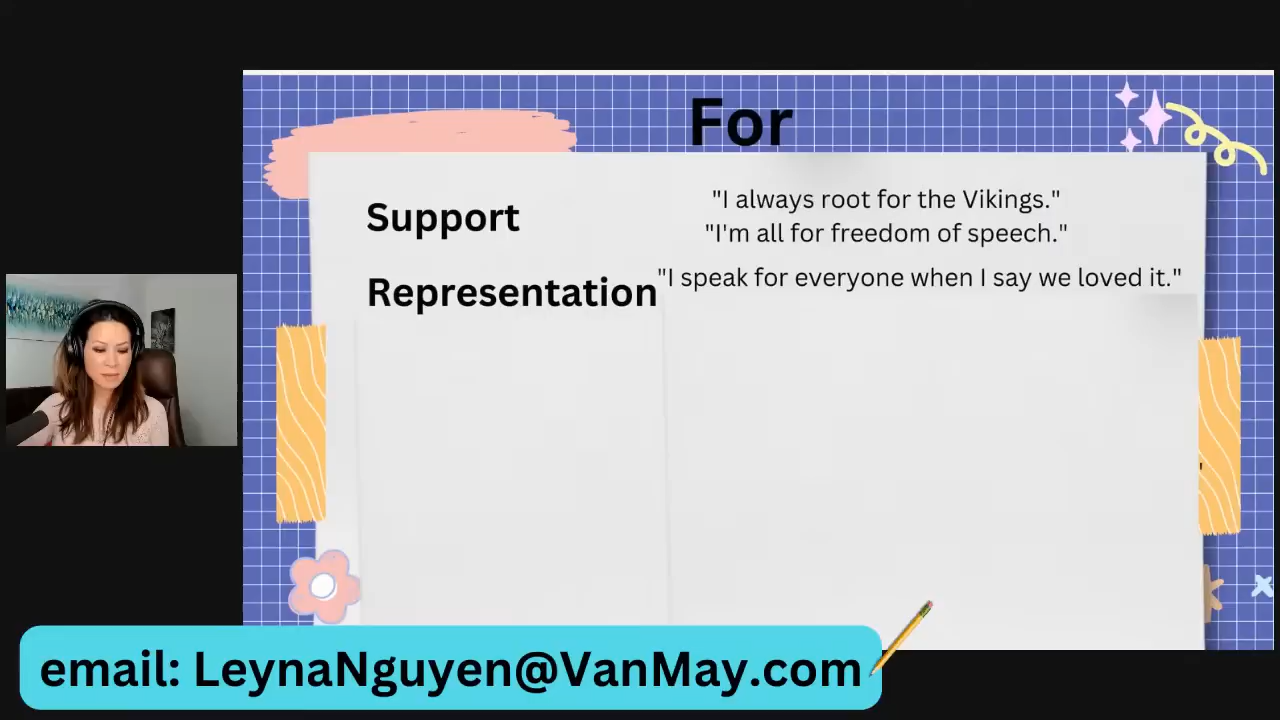 For
Support
"I always root for the Vikings."
"I'm all for freedom of speech."
Representation
"I speak for everyone when I say we loved it."
email: LeynaNguyen@VanMay.com